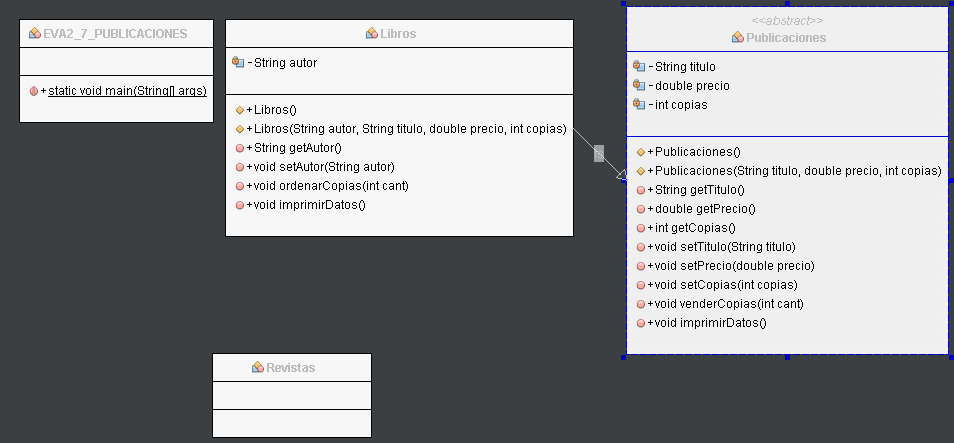 EVA2_7_PUBLICACIONES
+ static void main(String[] args)
Libros
- String autor
+ Libros()
+ Libros(String autor, String titulo, double precio, int copias)
+ String getAutor()
+ void setAutor(String autor)
+ void ordenarCopias(int cant)
+ void imprimirDatos()
<<abstract>>
Publicaciones
- String titulo
- double precio
- int copias
+ Publicaciones()
+ Publicaciones(String titulo, double precio, int copias)
+ String getTitulo()
+ double getPrecio()
+ int getCopias()
+ void setTitulo(String titulo)
+ void setPrecio(double precio)
+ void setCopias(int copias)
+ void venderCopias(int cant)
+ void imprimirDatos()
Revistas